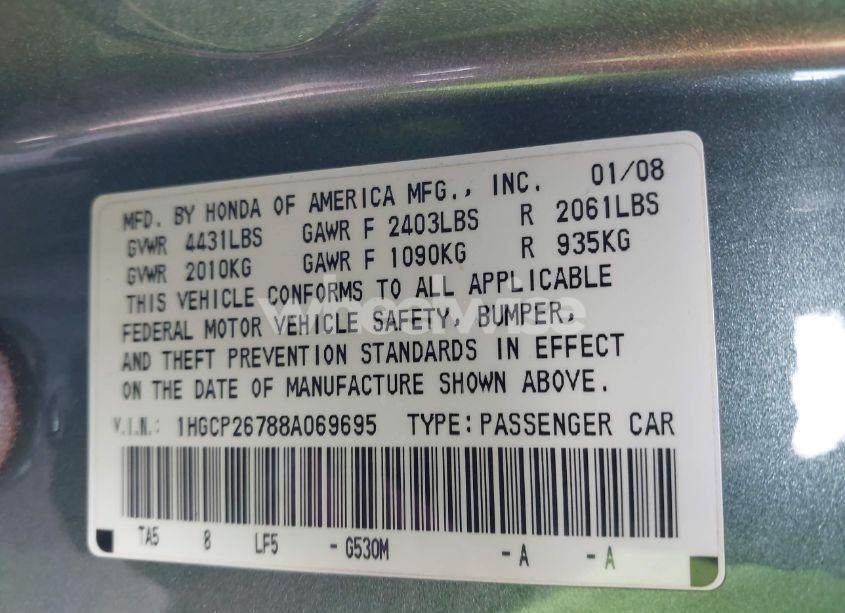 MFD. BY HONDA OF AMERICA MFG., INC. 01/08
GVWR 4431LBS GAWR F 2403LBS R 2061LBS
GVWR 2010KG GAWR F 1090KG R 935KG
THIS VEHICLE CONFORMS TO ALL APPLICABLE
FEDERAL MOTOR VEHICLE SAFETY, BUMPER,
AND THEFT PREVENTION STANDARDS IN EFFECT
ON THE DATE OF MANUFACTURE SHOWN ABOVE.
V.I.N.: 1HGCP26788A069695 TYPE: PASSENGER CAR
TA5 8 LF5 - G530M - A - A
wheelwise